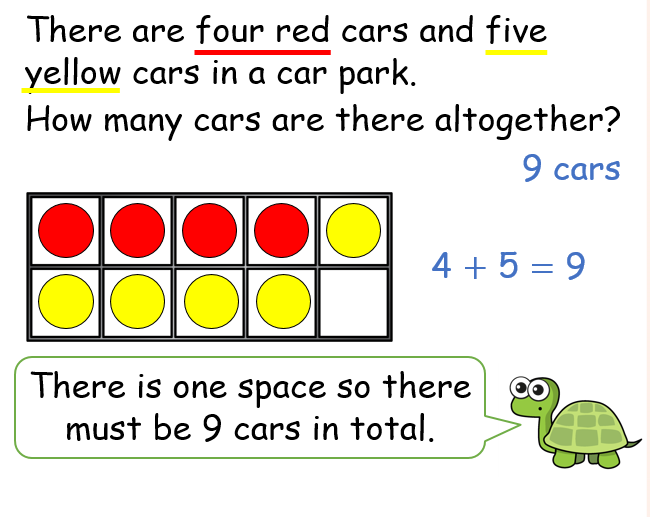 There are four red cars and five
yellow cars in a car park.
How many cars are there altogether?
9 cars
4 + 5 = 9
There is one space so there
must be 9 cars in total.